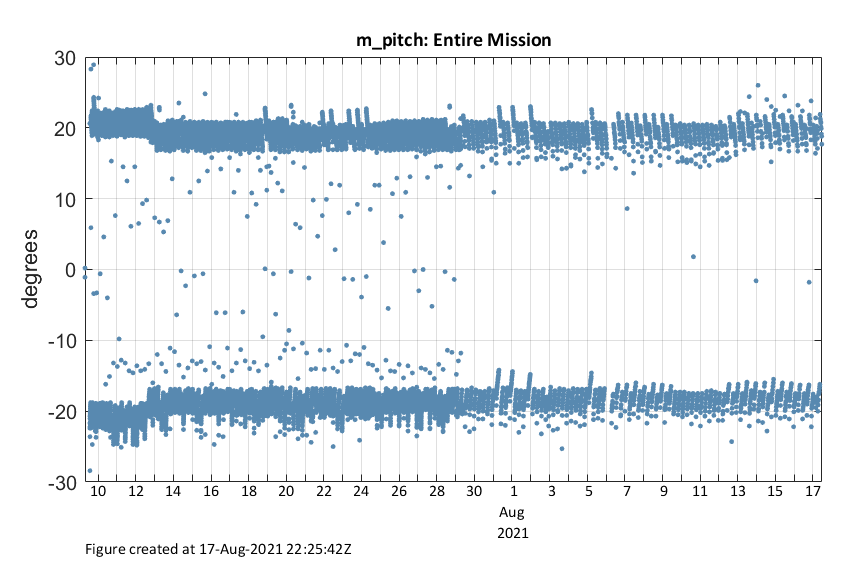 m_pitch: Entire Mission
30
20
10
0
-10
-20
-30
degrees
10 12 14 16 18 20 22 24 26 28 30 1 3 5 7 9 11 13 15 17
Aug
2021
Figure created at 17-Aug-2021 22:25:42Z